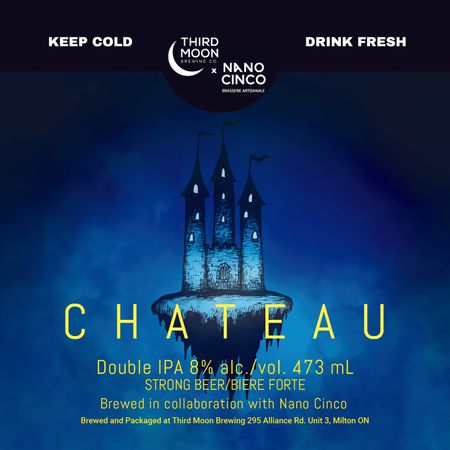 KEEP COLD
THIRD
MOON
BREWING CO.
x
NANO
CINCO
BRASSERIE ARTISANALE
DRINK FRESH
CHATEAU
Double IPA 8% alc./vol. 473 mL
STRONG BEER/BIERE FORTE
Brewed in collaboration with Nano Cinco
Brewed and Packaged at Third Moon Brewing 295 Alliance Rd. Unit 3, Milton ON